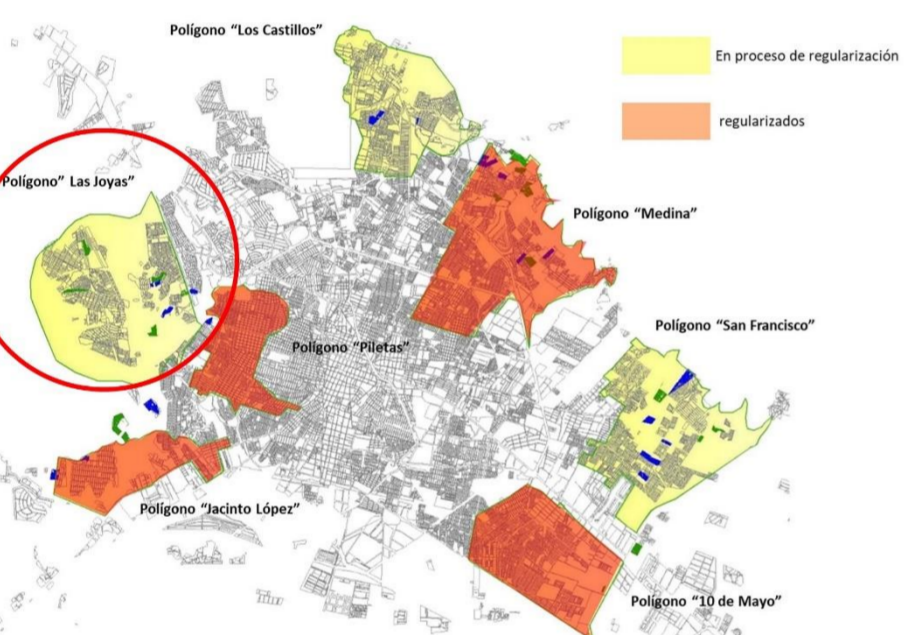 Polígono “Los Castillos”
En proceso de regularización
regularizados
Polígono” Las Joyas”
Polígono “Medina”
Polígono “San Francisco”
Polígono “Piletas”
Polígono “Jacinto López”
Polígono “10 de Mayo”